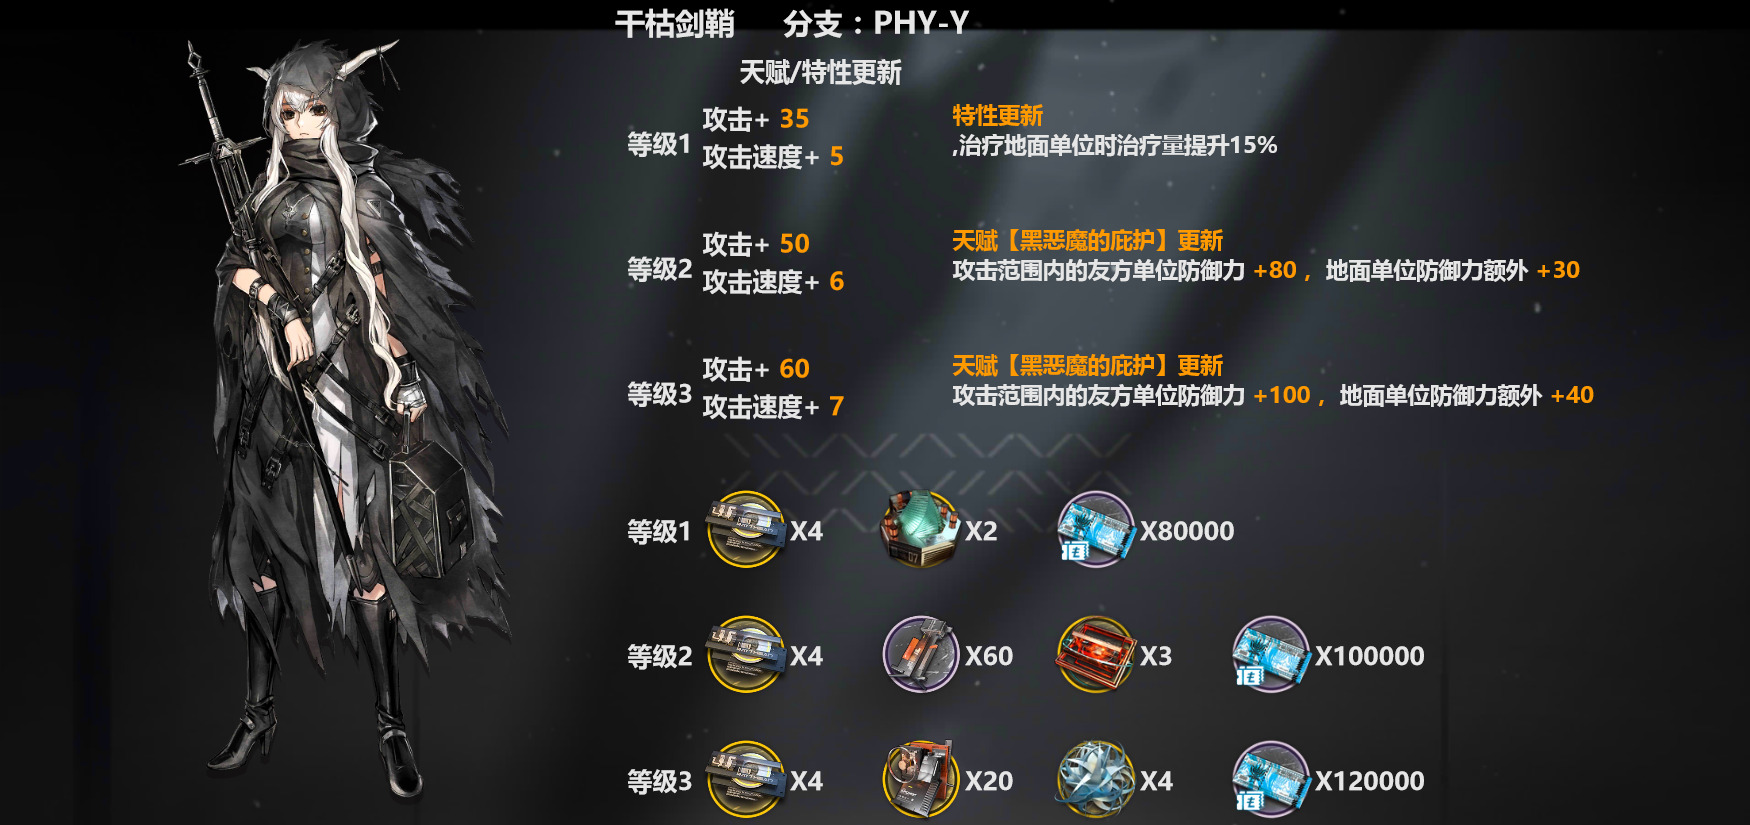 干枯剑鞘 分支：PHY-Y
天赋/特性更新
等级1
攻击+ 35
攻击速度+ 5
特性更新
,治疗地面单位时治疗量提升15%
等级2
攻击+ 50
攻击速度+ 6
天赋【黑恶魔的庇护】更新
攻击范围内的友方单位防御力 +80， 地面单位防御力额外 +30
等级3
攻击+ 60
攻击速度+ 7
天赋【黑恶魔的庇护】更新
攻击范围内的友方单位防御力 +100， 地面单位防御力额外 +40
等级1 X4 X2 X80000
等级2 X4 X60 X3 X100000
等级3 X4 X20 X4 X120000